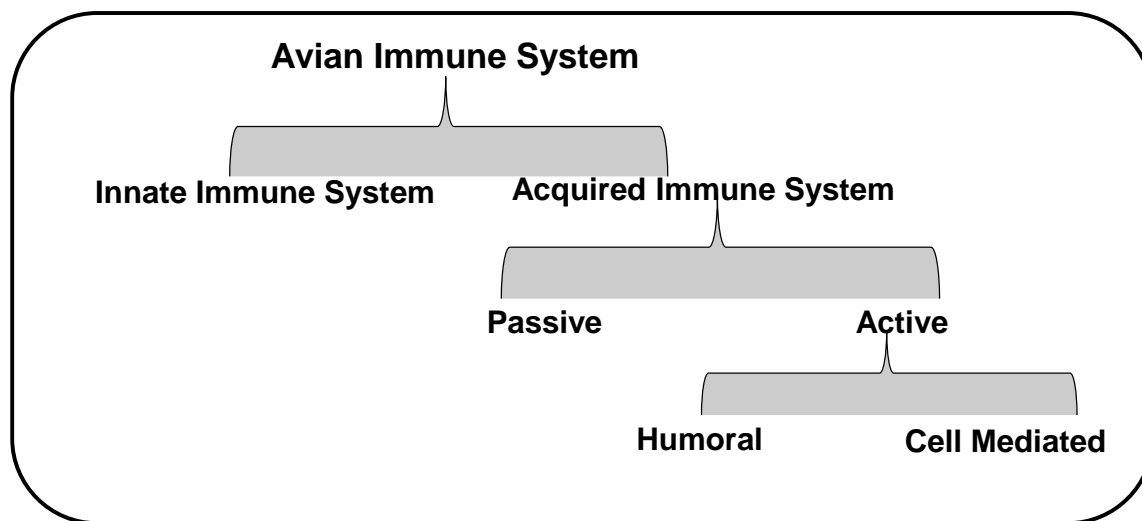 Avian Immune System
Innate Immune System
Acquired Immune System
Passive
Active
Humoral
Cell Mediated